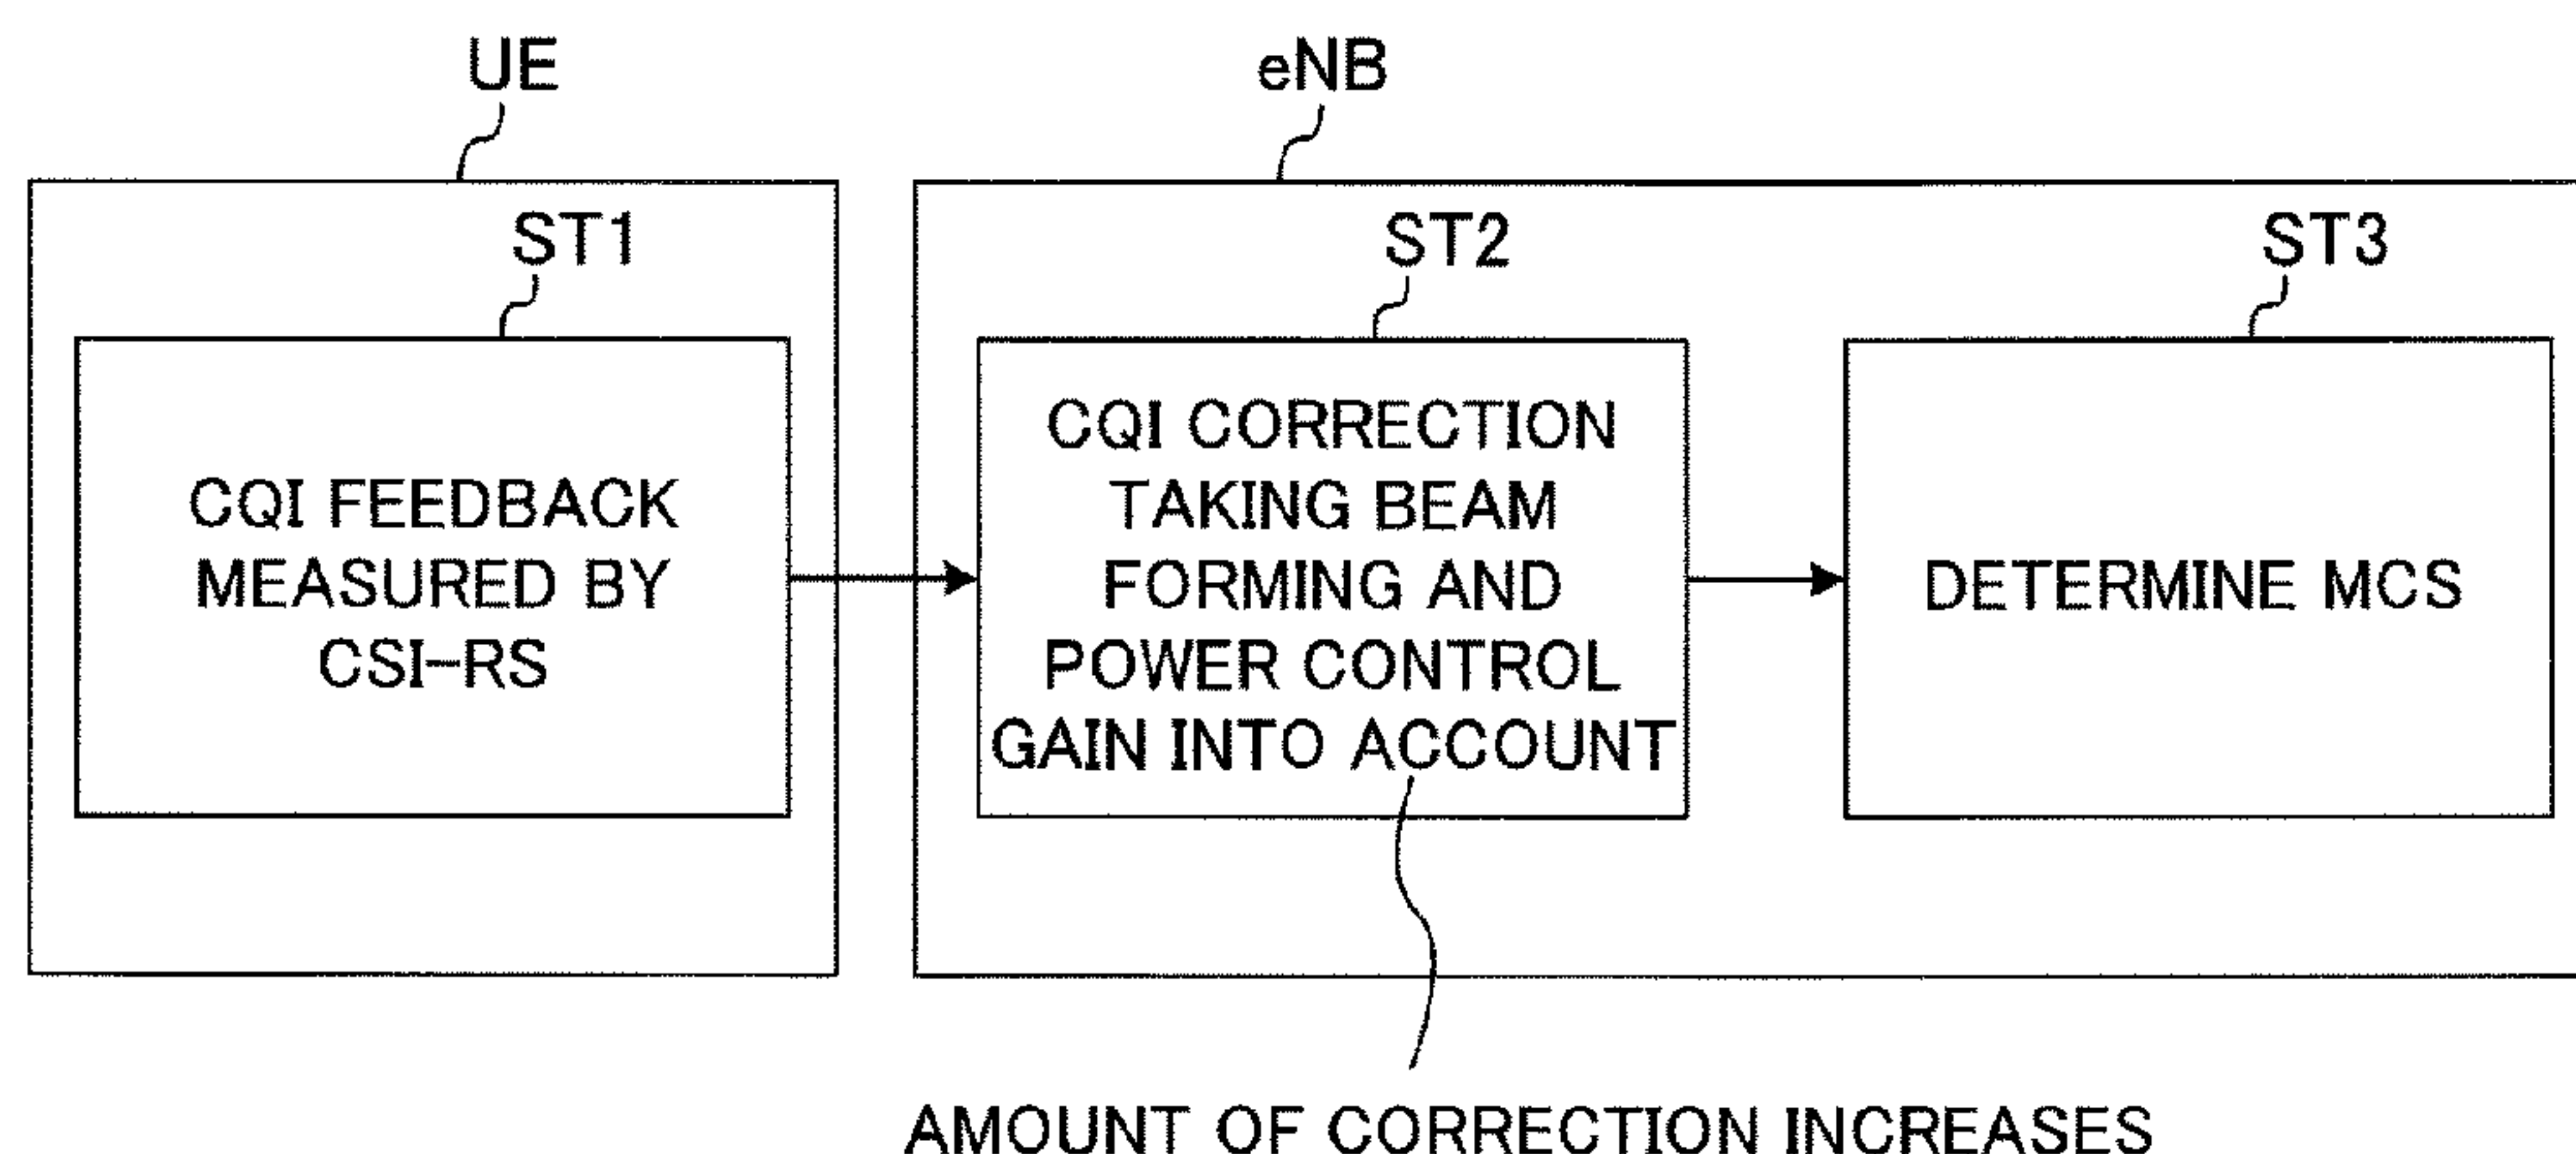 UE
eNB
ST1
ST2
ST3
CQI FEEDBACK
MEASURED BY
CSI-RS
CQI CORRECTION
TAKING BEAM
FORMING AND
POWER CONTROL
GAIN INTO ACCOUNT
DETERMINE MCS
AMOUNT OF CORRECTION INCREASES